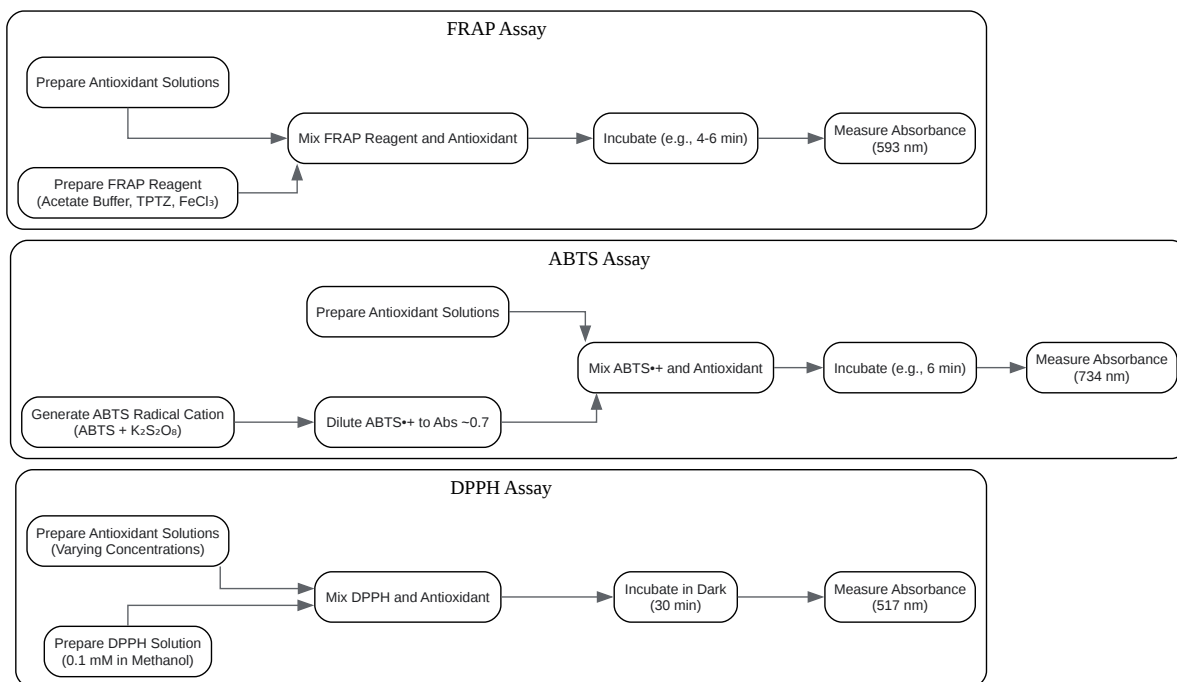 FRAP Assay
Prepare Antioxidant Solutions
Prepare FRAP Reagent
(Acetate Buffer, TPTZ, FeCl₃)
Mix FRAP Reagent and Antioxidant
Incubate (e.g., 4-6 min)
Measure Absorbance
(593 nm)
ABTS Assay
Prepare Antioxidant Solutions
Generate ABTS Radical Cation
(ABTS + K₂S₂O₈)
Dilute ABTS•+ to Abs ~0.7
Mix ABTS•+ and Antioxidant
Incubate (e.g., 6 min)
Measure Absorbance
(734 nm)
DPPH Assay
Prepare Antioxidant Solutions
(Varying Concentrations)
Prepare DPPH Solution
(0.1 mM in Methanol)
Mix DPPH and Antioxidant
Incubate in Dark
(30 min)
Measure Absorbance
(517 nm)